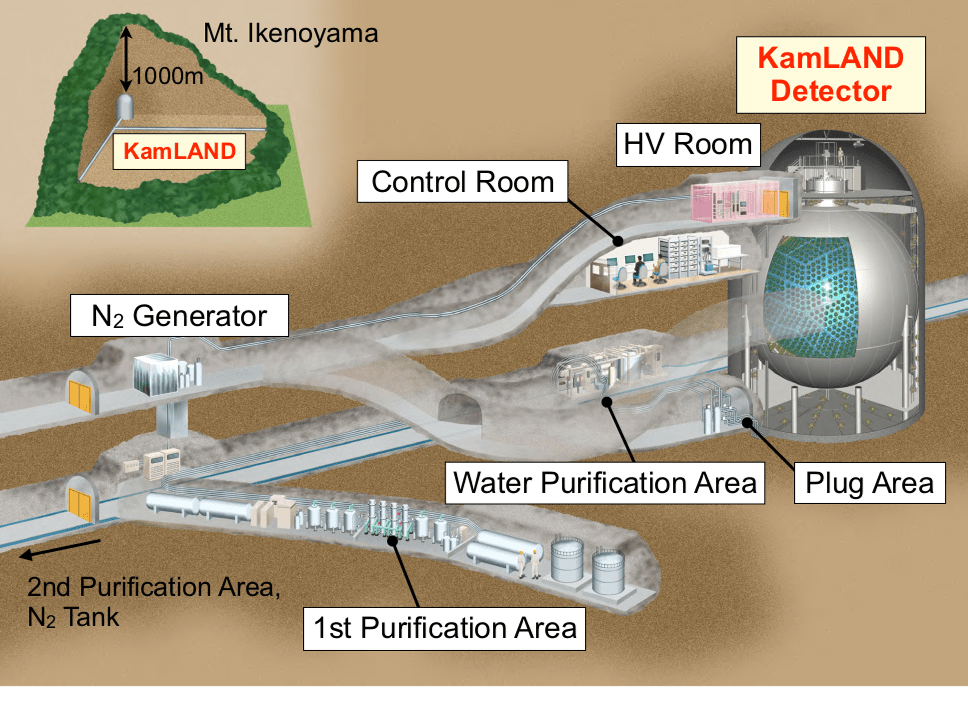 Mt. Ikenoyama
1000m
KamLAND
KamLAND
Detector
HV Room
Control Room
N₂ Generator
Water Purification Area
Plug Area
2nd Purification Area,
N₂ Tank
1st Purification Area